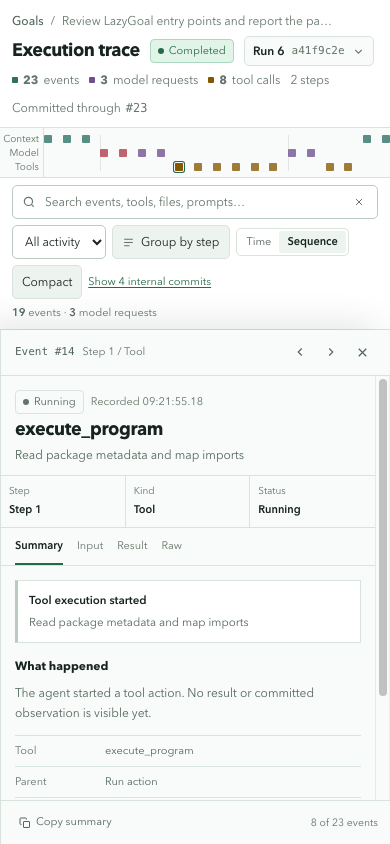 Goals / Review LazyGoal entry points and report the pa…
Execution trace Completed Run 6 a41f9c2e
23 events 3 model requests 8 tool calls 2 steps
Committed through #23
Context
Model
Tools
Search events, tools, files, prompts…
All activity Group by step Time Sequence
Compact Show 4 internal commits
19 events · 3 model requests
Event #14 Step 1 / Tool
Running Recorded 09:21:55.18
execute_program
Read package metadata and map imports
Step Kind Status
Step 1 Tool Running
Summary Input Result Raw
Tool execution started
Read package metadata and map imports
What happened
The agent started a tool action. No result or committed
observation is visible yet.
Tool execute_program
Parent Run action
Copy summary 8 of 23 events